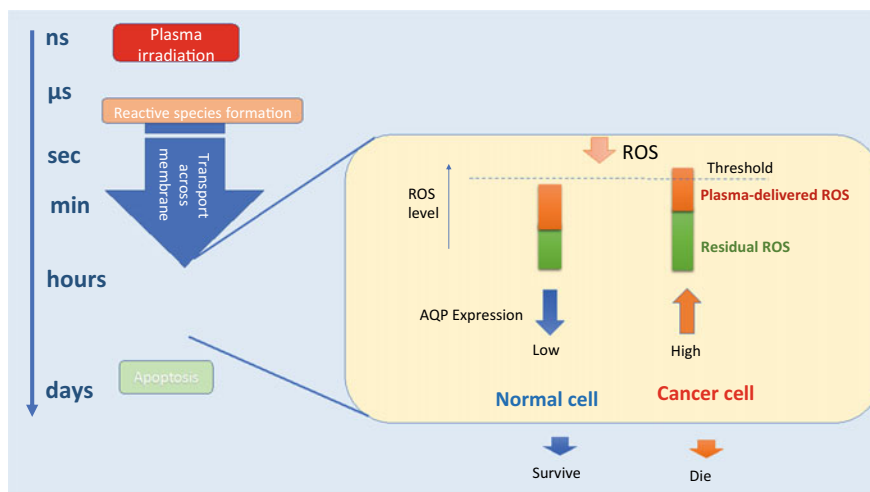 ns
Plasma
irradiation
μs
Reactive species formation
sec
Transport
across
membrane
min
hours
days
Apoptosis
ROS
Threshold
ROS
level
Plasma-delivered ROS
Residual ROS
AQP Expression
Low
High
Normal cell
Cancer cell
Survive
Die